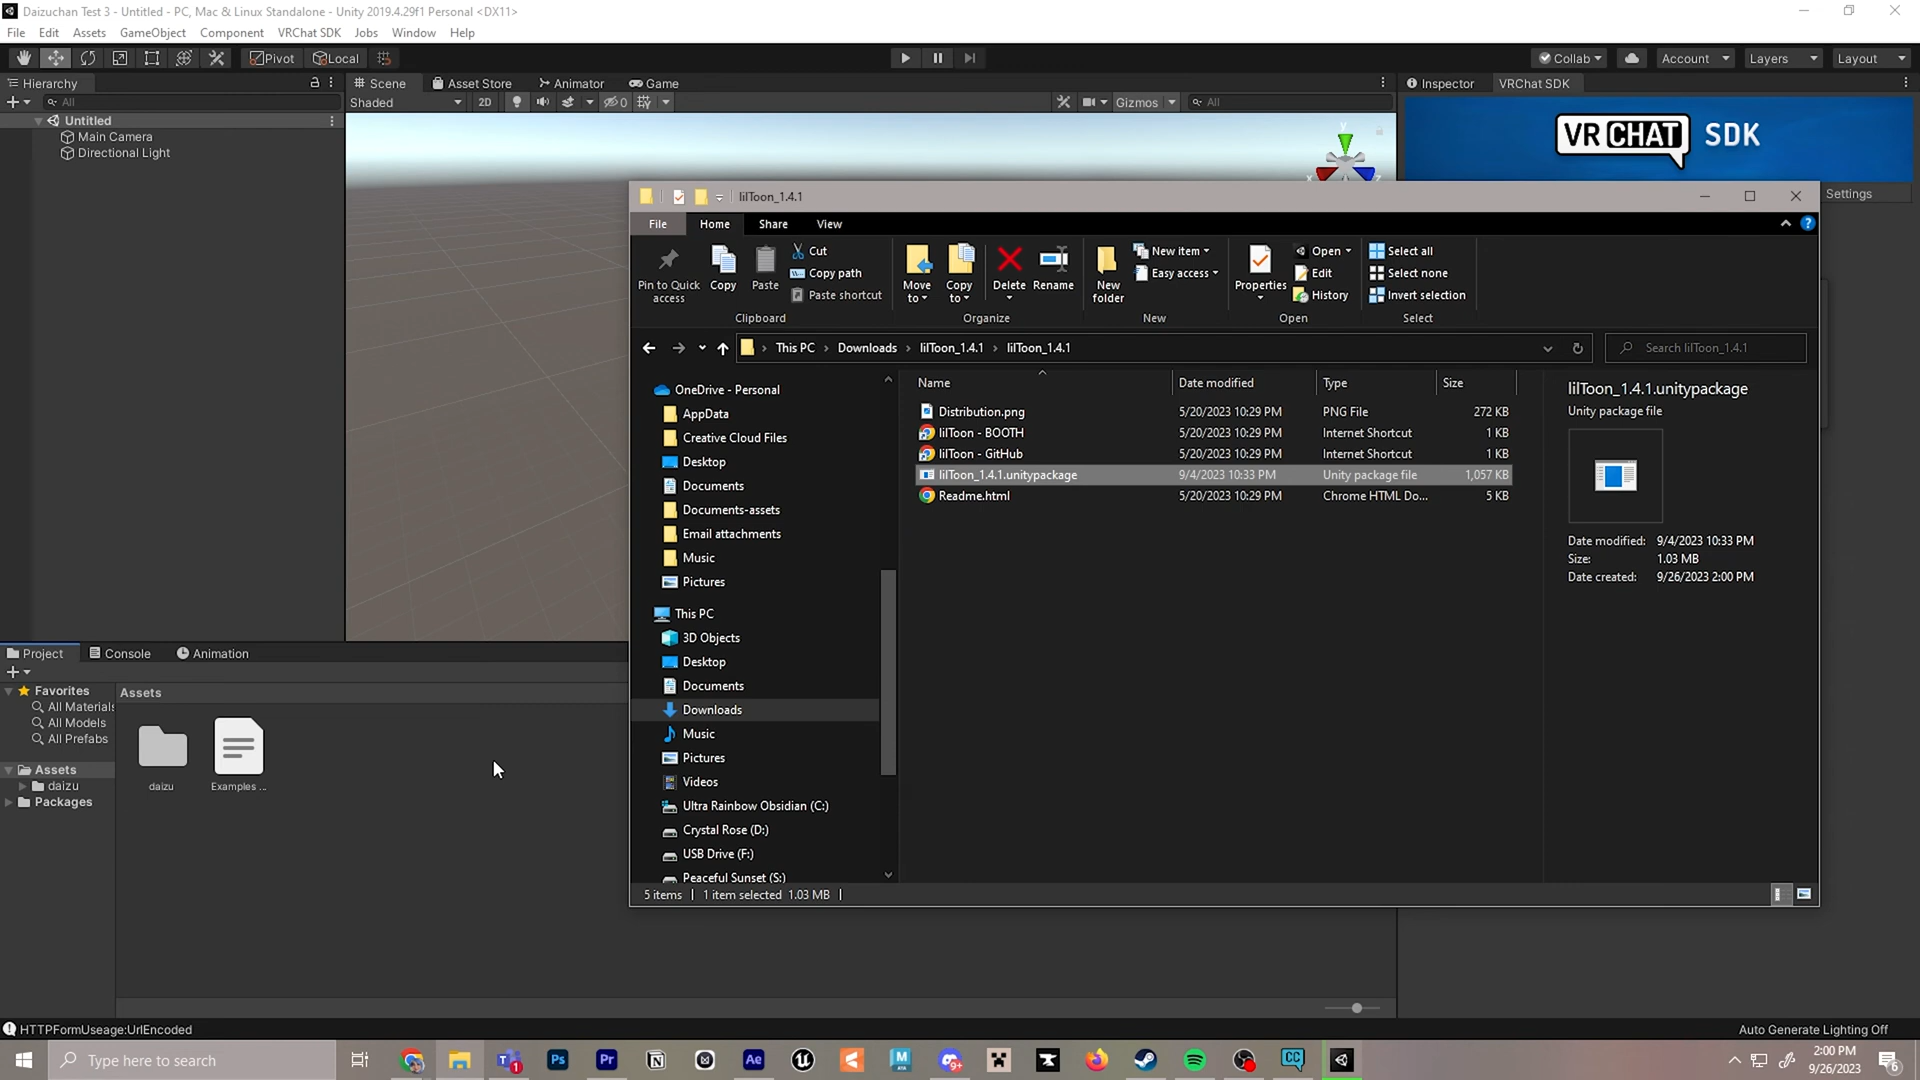 Daizuchan Test 3 - Untitled - PC, Mac & Linux Standalone - Unity 2019.4.29f1 Personal <DX11>
File Edit Assets GameObject Component VRChat SDK Jobs Window Help
Pivot Local Collab Account Layers Layout
Hierarchy Scene Asset Store Animator Game Inspector VRChat SDK
All Shaded 2D 0 Gizmos All
Untitled
Main Camera
Directional Light
y
x z
VRCHAT SDK
Settings
lilToon_1.4.1
File Home Share View
Pin to Quick access
Copy
Paste
Cut
Copy path
Paste shortcut
Clipboard
Move to
Copy to
Delete
Rename
Organize
New folder
New item
Easy access
New
Properties
Open
Edit
History
Open
Select all
Select none
Invert selection
Select
This PC Downloads lilToon_1.4.1 lilToon_1.4.1
Search lilToon_1.4.1
OneDrive - Personal
AppData
Creative Cloud Files
Desktop
Documents
Documents-assets
Email attachments
Music
Pictures
This PC
3D Objects
Desktop
Documents
Downloads
Music
Pictures
Videos
Ultra Rainbow Obsidian (C:)
Crystal Rose (D:)
USB Drive (F:)
Peaceful Sunset (S:)
Name Date modified Type Size
Distribution.png 5/20/2023 10:29 PM PNG File 272 KB
lilToon - BOOTH 5/20/2023 10:29 PM Internet Shortcut 1 KB
lilToon - GitHub 5/20/2023 10:29 PM Internet Shortcut 1 KB
lilToon_1.4.1.unitypackage 9/4/2023 10:33 PM Unity package file 1,057 KB
Readme.html 5/20/2023 10:29 PM Chrome HTML Do... 5 KB
lilToon_1.4.1.unitypackage
Unity package file
Date modified: 9/4/2023 10:33 PM
Size: 1.03 MB
Date created: 9/26/2023 2:00 PM
5 items 1 item selected 1.03 MB
Project Console Animation
Favorites
All Materials
All Models
All Prefabs
Assets
daizu
Packages
Assets
daizu
Examples ...
HTTPFormUseage:UrlEncoded
Auto Generate Lighting Off
Type here to search
1
Ps
Pr
Ae
M
9+
CC
2:00 PM
9/26/2023
6